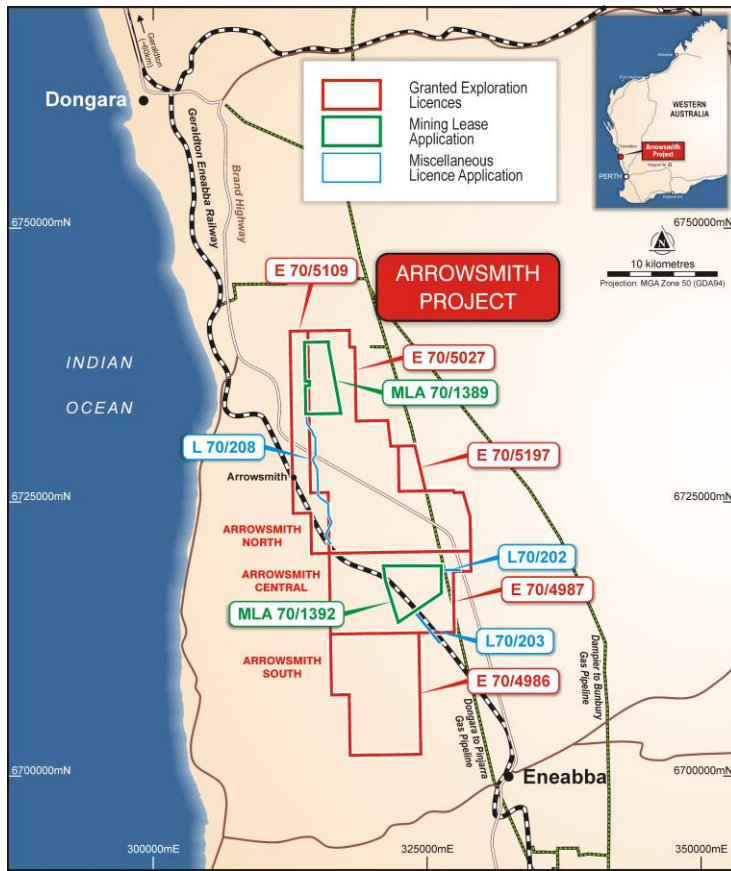 Geraldton
(~60km)
Dongara
Geraldton Eneabba Railway
Brand Highway
Granted Exploration
Licences
Mining Lease
Application
Miscellaneous
Licence Application
WESTERN
AUSTRALIA
Arrowsmith
Project
PERTH
6750000mN
6750000mN
N
10 kilometres
Projection: MGA Zone 50 (GDA94)
E 70/5109
ARROWSMITH
PROJECT
INDIAN
OCEAN
E 70/5027
MLA 70/1389
L 70/208
E 70/5197
Arrowsmith
6725000mN
6725000mN
ARROWSMITH
NORTH
L70/202
ARROWSMITH
CENTRAL
E 70/4987
MLA 70/1392
L70/203
ARROWSMITH
SOUTH
E 70/4986
Dongara to Pinjarra
Gas Pipeline
Dampier to Bunbury
Gas Pipeline
6700000mN
6700000mN
Eneabba
300000mE
325000mE
350000mE